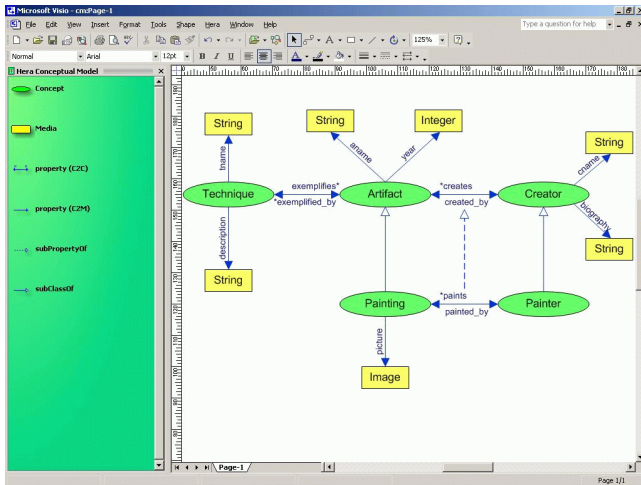 Microsoft Visio - cm:Page-1
File Edit View Insert Format Tools Shape Hera Window Help
Type a question for help
125%
Normal Arial 12pt B I U
Hera Conceptual Model
Concept
Media
property (C2C)
property (C2M)
subPropertyOf
subClassOf
String String Integer
String
tname aname year cname
Technique exemplifies* Artifact *creates Creator
*exemplified_by created_by
biography
description
String
String
Painting *paints Painter
painted_by
picture
Image
Page-1
Page 1/1